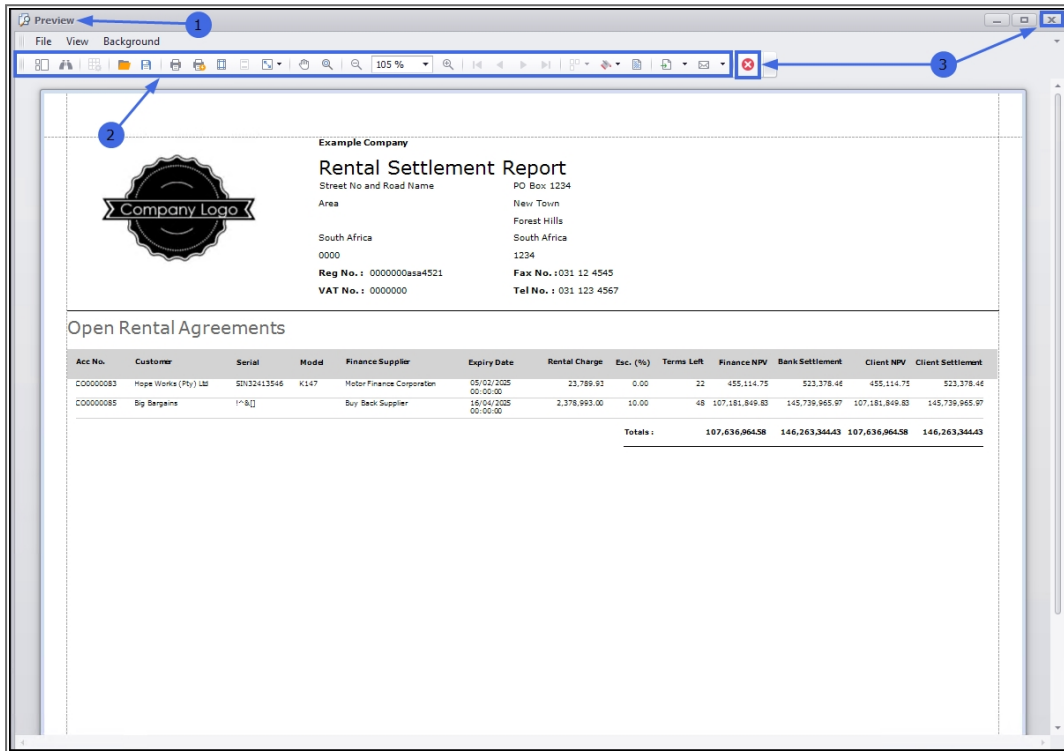 Preview
1
File View Background
105 %
3
2
Example Company
Rental Settlement Report
Street No and Road Name PO Box 1234
Area New Town
Forest Hills
South Africa South Africa
0000 1234
Reg No. : 0000000asa4521 Fax No. :031 12 4545
VAT No. : 0000000 Tel No. : 031 123 4567
Company Logo
Open Rental Agreements
Acc No. Customer Serial Model Finance Supplier Expiry Date Rental Charge Esc. (%) Terms Left Finance NPV Bank Settlement Client NPV Client Settlement
CO0000083 Hope Works (Pty) Ltd SIN32413546 K147 Motor Finance Corporation 05/02/2025 23,789.93 0.00 22 455,114.75 523,378.46 455,114.75 523,378.46
00:00:00
CO0000085 Big Bargains !^&[] Buy Back Supplier 16/04/2025 2,378,993.00 10.00 48 107,181,849.83 145,739,965.97 107,181,849.83 145,739,965.97
00:00:00
Totals : 107,636,964.58 146,263,344.43 107,636,964.58 146,263,344.43